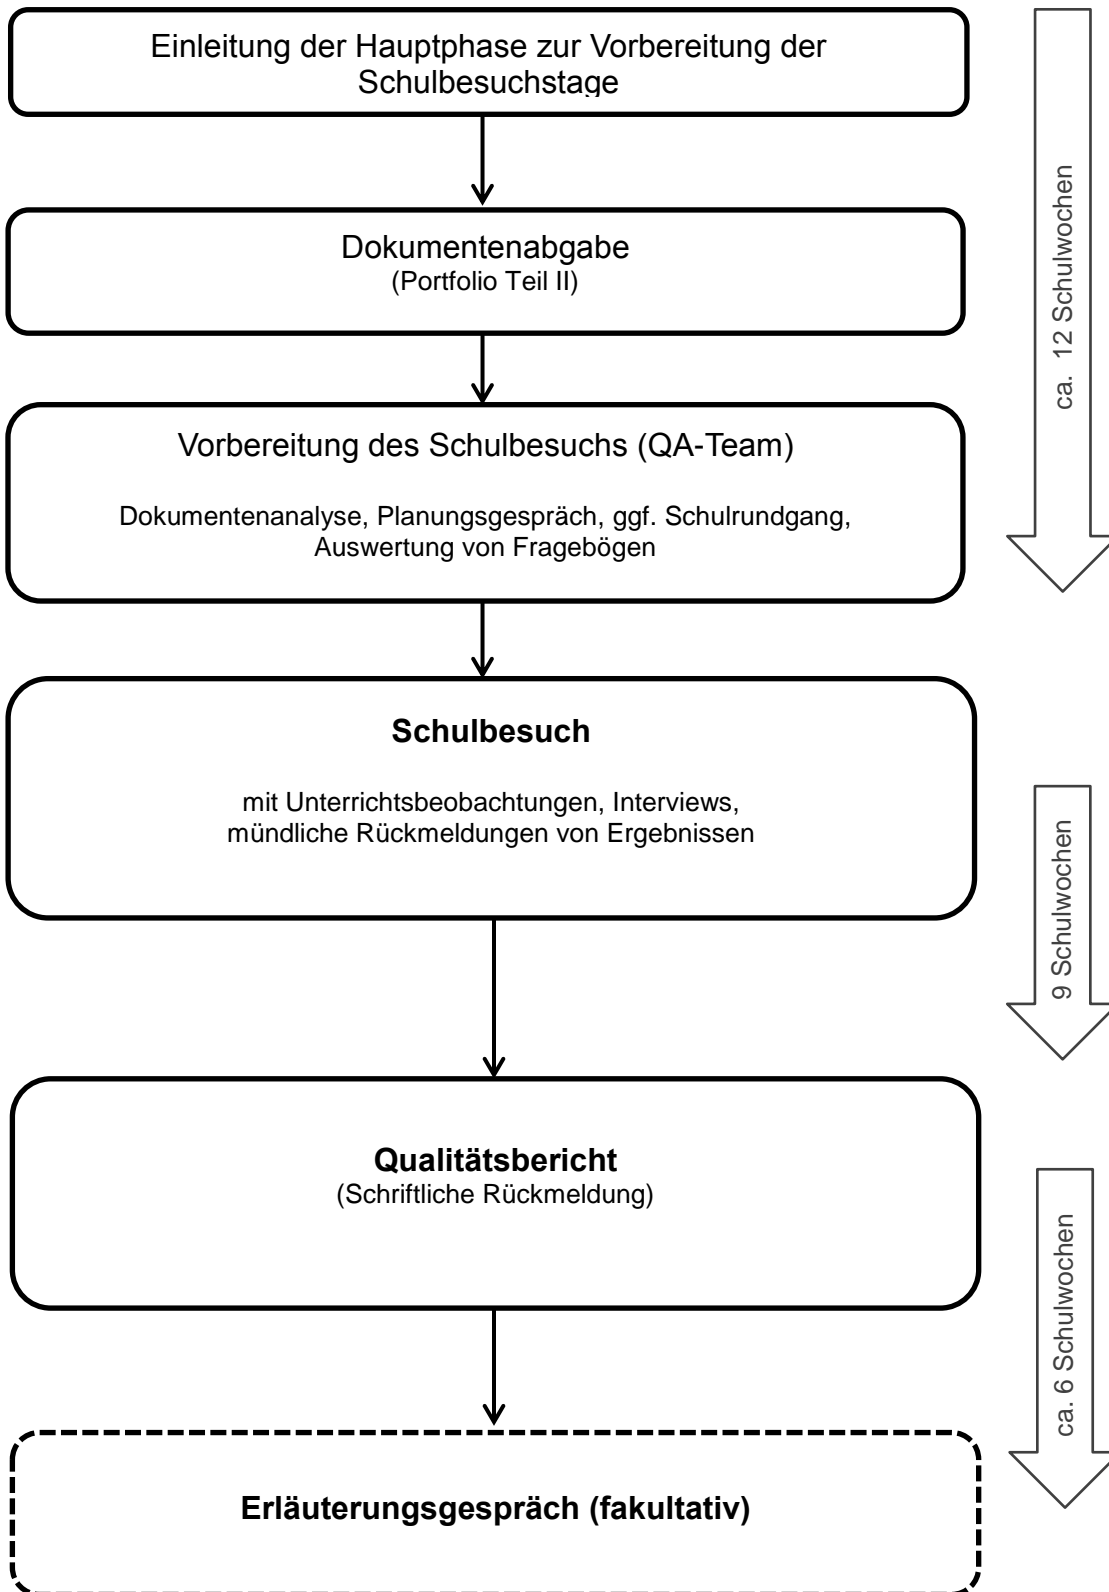 Einleitung der Hauptphase zur Vorbereitung der
Schulbesuchstage
Dokumentenabgabe
(Portfolio Teil II)
Vorbereitung des Schulbesuchs (QA-Team)
Dokumentenanalyse, Planungsgespräch, ggf. Schulrundgang,
Auswertung von Fragebögen
ca. 12 Schulwochen
Schulbesuch
mit Unterrichtsbeobachtungen, Interviews,
mündliche Rückmeldungen von Ergebnissen
9 Schulwochen
Qualitätsbericht
(Schriftliche Rückmeldung)
ca. 6 Schulwochen
Erläuterungsgespräch (fakultativ)